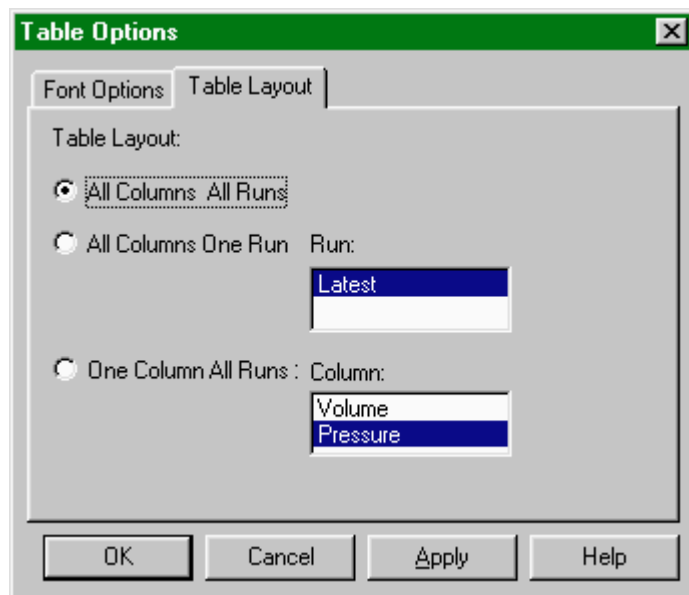 Table Options
Font Options Table Layout
Table Layout:
All Columns All Runs
All Columns One Run Run:
Latest
One Column All Runs : Column:
Volume
Pressure
OK Cancel Apply Help